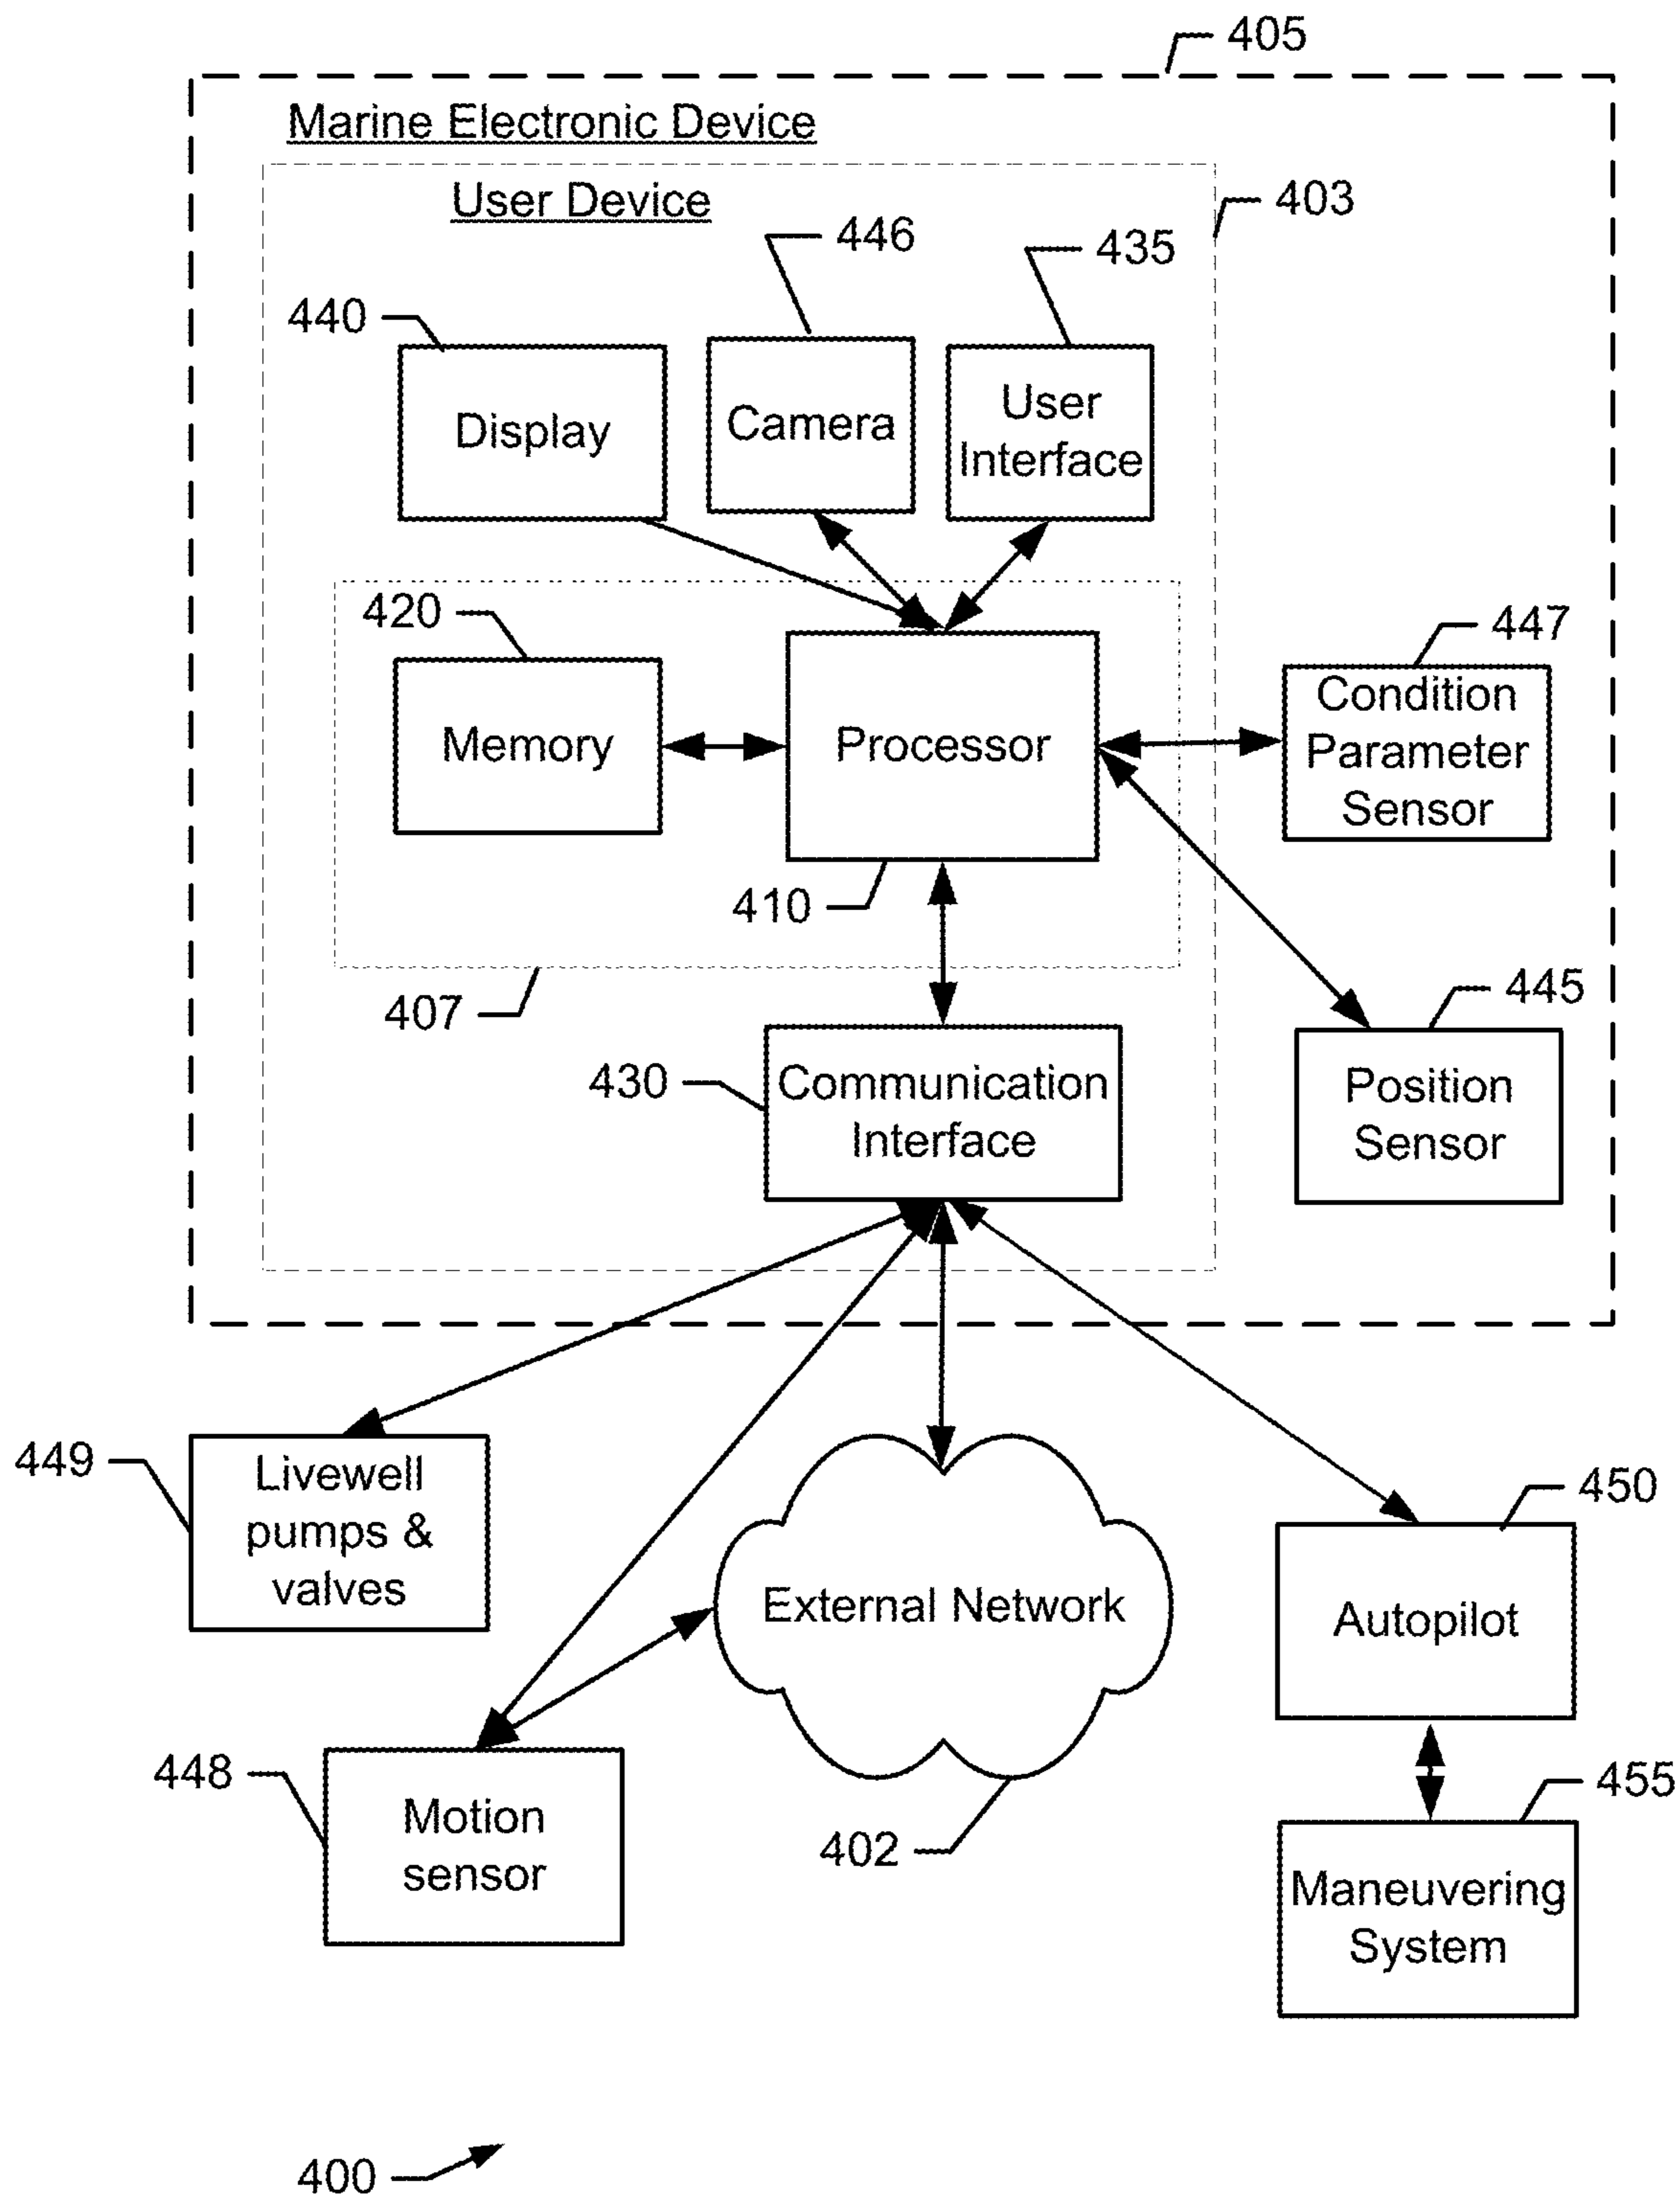 405
Marine Electronic Device
User Device
403
446
435
440
Display
Camera
User
Interface
420
447
Memory
Processor
Condition
Parameter
Sensor
410
407
445
430
Communication
Interface
Position
Sensor
449
Livewell
pumps &
valves
External Network
450
Autopilot
448
Motion
sensor
402
455
Maneuvering
System
400